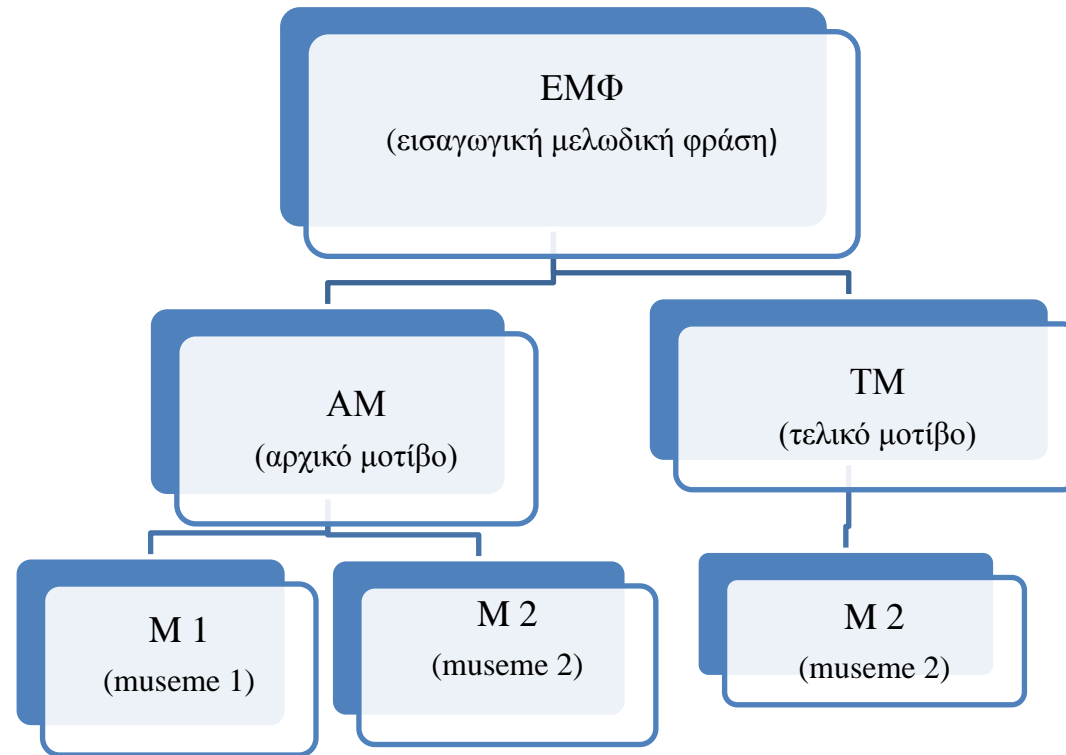 ΕΜΦ
(εισαγωγική μελωδική φράση)
ΑΜ
(αρχικό μοτίβο)
ΤΜ
(τελικό μοτίβο)
Μ 1
(museme 1)
Μ 2
(museme 2)
Μ 2
(museme 2)